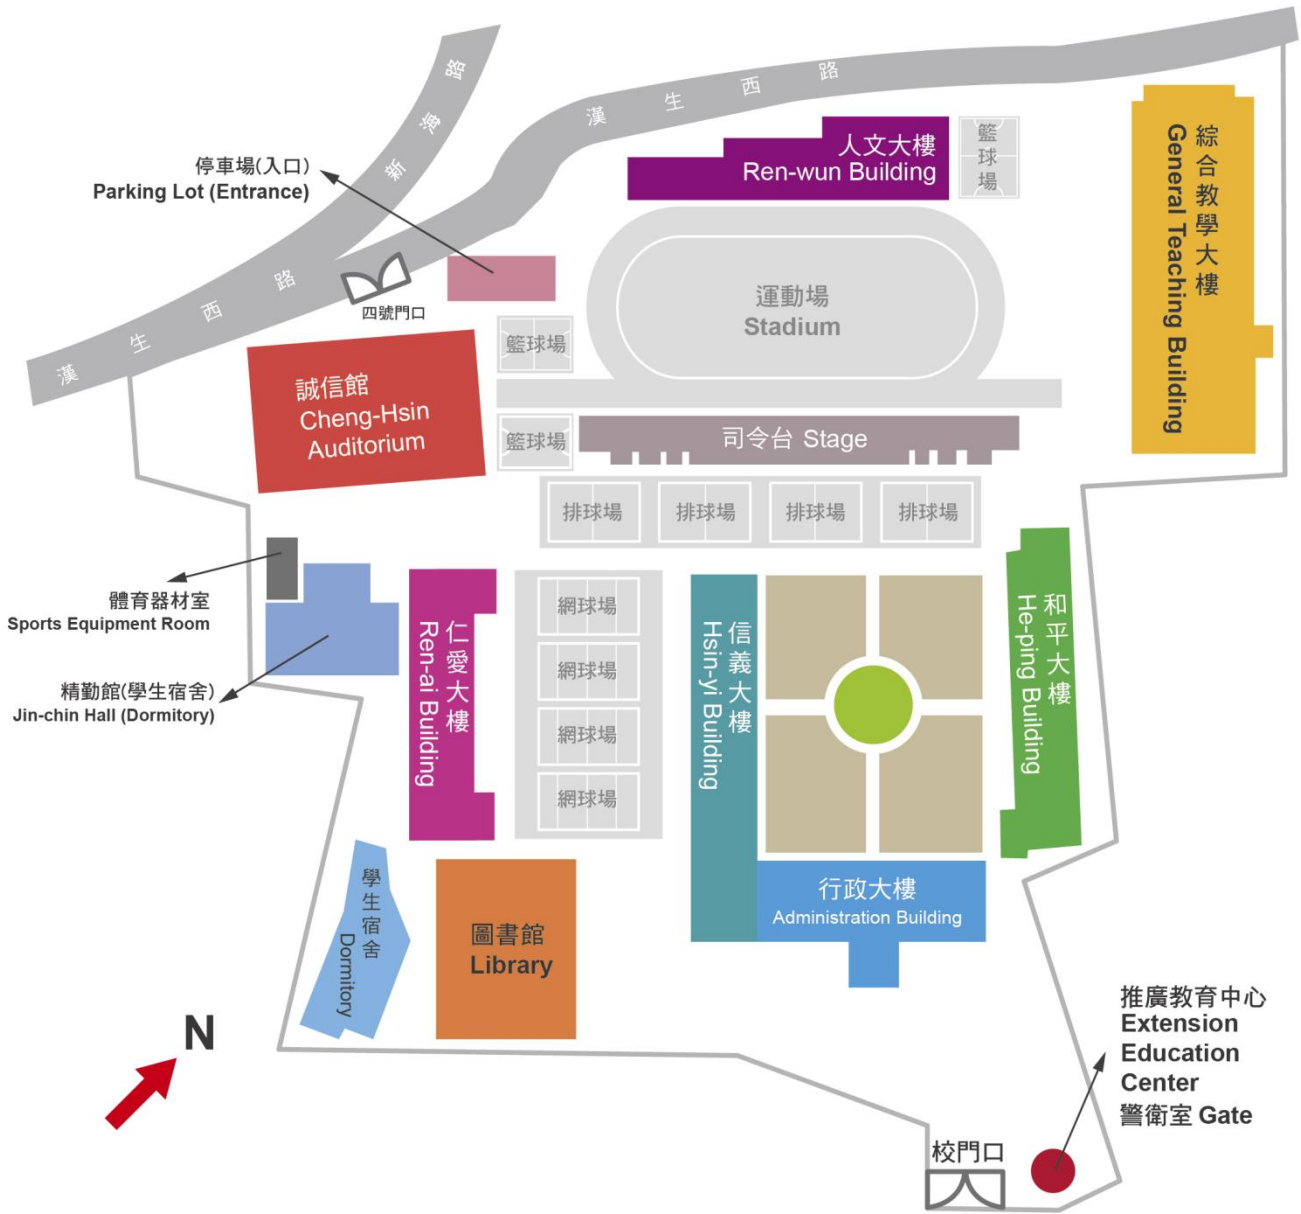 新海路
漢生西路
漢生西路
停車場(入口)
Parking Lot (Entrance)
四號門口
人文大樓
Ren-wun Building
籃球場
綜合教學大樓
General Teaching Building
運動場
Stadium
籃球場
誠信館
Cheng-Hsin
Auditorium
籃球場
司令台 Stage
排球場
排球場
排球場
排球場
體育器材室
Sports Equipment Room
精勤館(學生宿舍)
Jin-chin Hall (Dormitory)
仁愛大樓
Ren-ai Building
網球場
網球場
網球場
網球場
信義大樓
Hsin-yi Building
和平大樓
He-ping Building
學生宿舍
Dormitory
圖書館
Library
行政大樓
Administration Building
N
推廣教育中心
Extension
Education
Center
警衛室 Gate
校門口